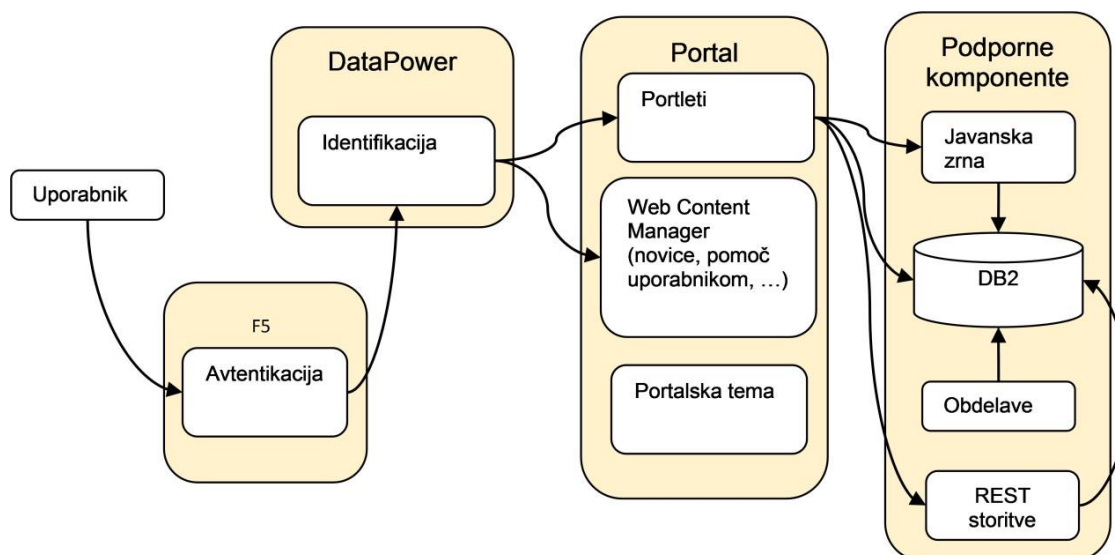 Uporabnik
F5
Avtentikacija
DataPower
Identifikacija
Portal
Portleti
Web Content
Manager
(novice, pomoč
uporabnikom, …)
Portalska tema
Podporne
komponente
Javanska
zrna
DB2
Obdelave
REST
storitve